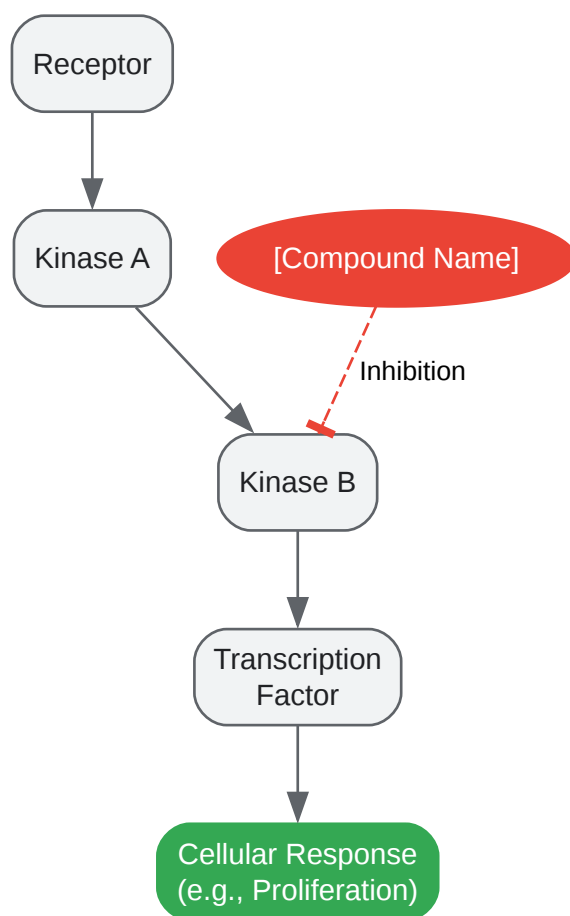 Receptor
Kinase A
[Compound Name]
Inhibition
Kinase B
Transcription
Factor
Cellular Response
(e.g., Proliferation)